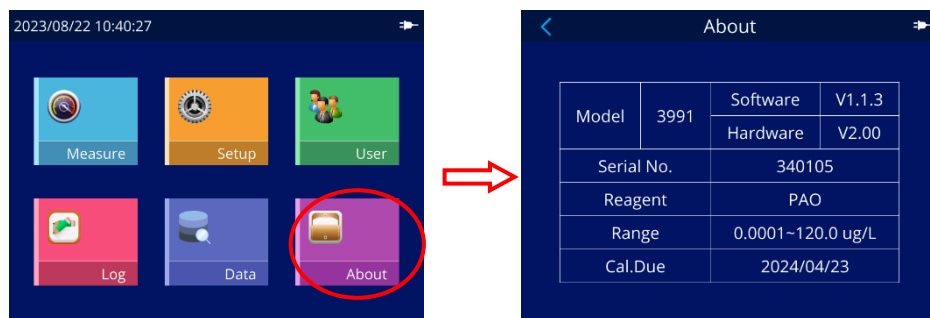 2023/08/22 10:40:27
Measure
Setup
User
Log
Data
About
About
Model 3991 Software V1.1.3
Hardware V2.00
Serial No. 340105
Reagent PAO
Range 0.0001~120.0 ug/L
Cal.Due 2024/04/23